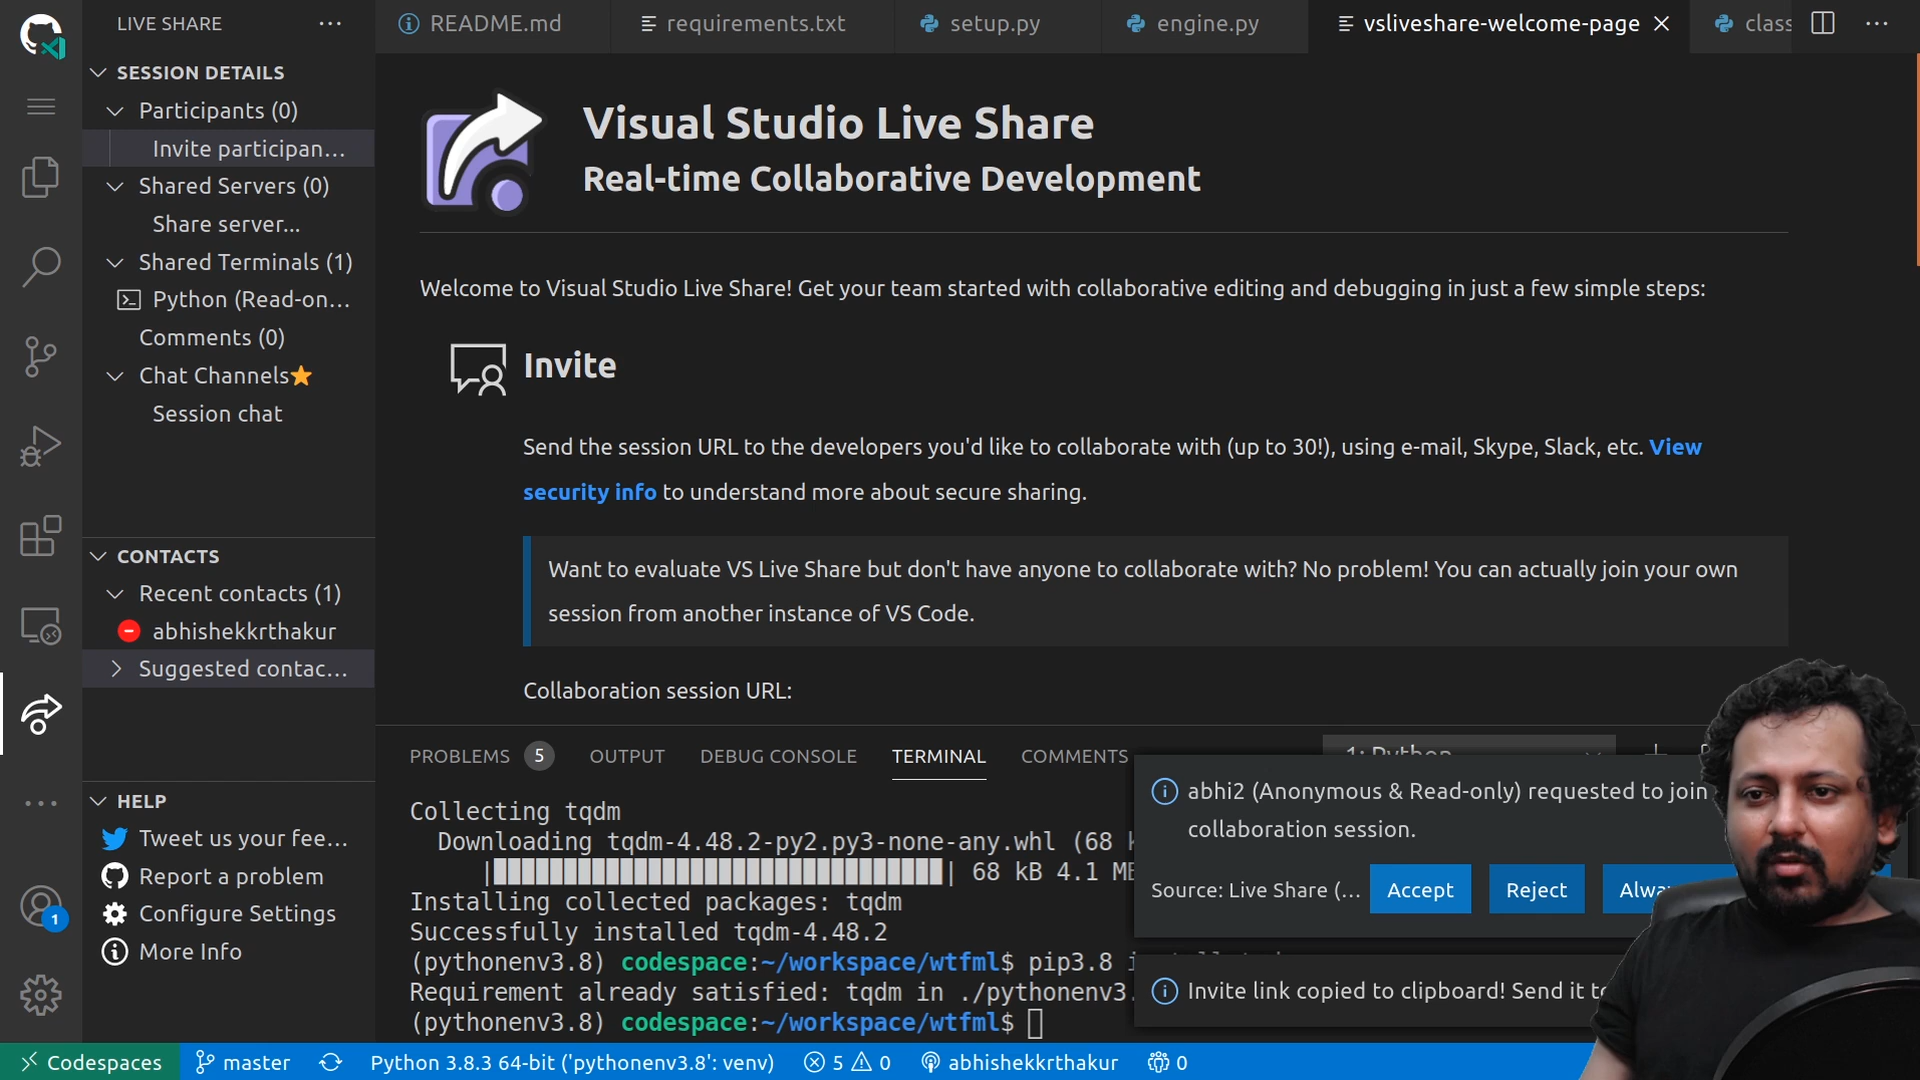 LIVE SHARE
README.md
requirements.txt
setup.py
engine.py
vsliveshare-welcome-page
class
SESSION DETAILS
Participants (0)
Invite participan...
Shared Servers (0)
Share server...
Shared Terminals (1)
Python (Read-on...
Comments (0)
Chat Channels
Session chat
CONTACTS
Recent contacts (1)
abhishekkrthakur
Suggested contac...
HELP
Tweet us your fee...
Report a problem
Configure Settings
More Info
1
Visual Studio Live Share
Real-time Collaborative Development
Welcome to Visual Studio Live Share! Get your team started with collaborative editing and debugging in just a few simple steps:
Invite
Send the session URL to the developers you'd like to collaborate with (up to 30!), using e-mail, Skype, Slack, etc. View
security info to understand more about secure sharing.
Want to evaluate VS Live Share but don't have anyone to collaborate with? No problem! You can actually join your own
session from another instance of VS Code.
Collaboration session URL:
PROBLEMS 5 OUTPUT DEBUG CONSOLE TERMINAL COMMENTS 1: Python
Collecting tqdm
Downloading tqdm-4.48.2-py2.py3-none-any.whl (68
68 kB 4.1
Installing collected packages: tqdm
Successfully installed tqdm-4.48.2
(pythonenv3.8) codespace:~/workspace/wtfml$ pip3.8
Requirement already satisfied: tqdm in ./pythonenv3.
(pythonenv3.8) codespace:~/workspace/wtfml$
abhi2 (Anonymous & Read-only) requested to join
collaboration session.
Source: Live Share (... Accept Reject
Invite link copied to clipboard! Send it
Codespaces master Python 3.8.3 64-bit ('pythonenv3.8': venv) 5 0 abhishekkrthakur 0